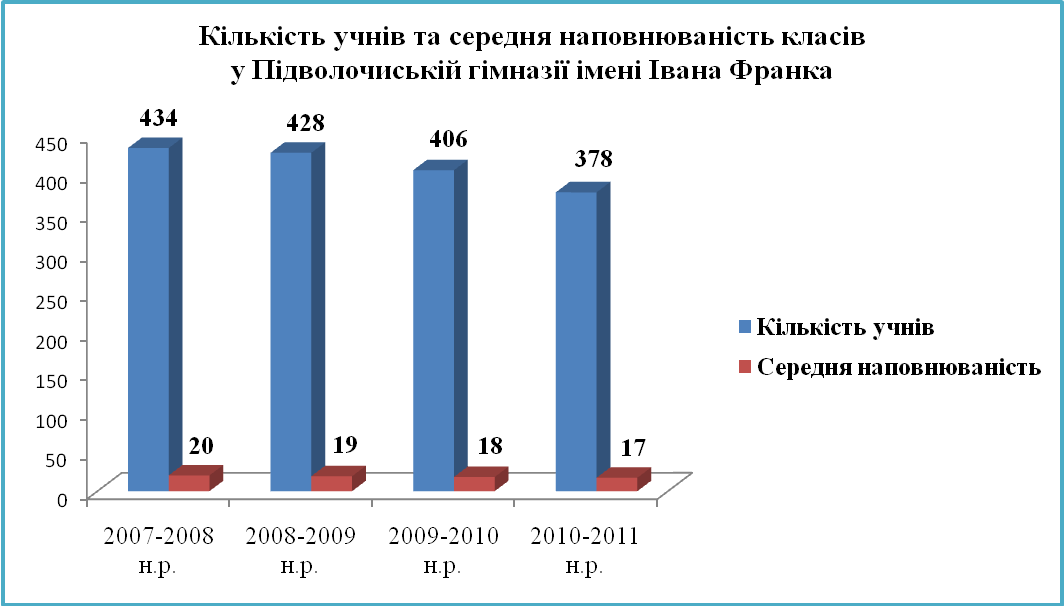 Кількість учнів та середня наповнюваність класів
у Підволочиській гімназії імені Івана Франка
434
428
406
378
450
400
350
300
250
200
150
100
50
0
20
19
18
17
Кількість учнів
Середня наповнюваність
2007-2008 н.р.
2008-2009 н.р.
2009-2010 н.р.
2010-2011 н.р.